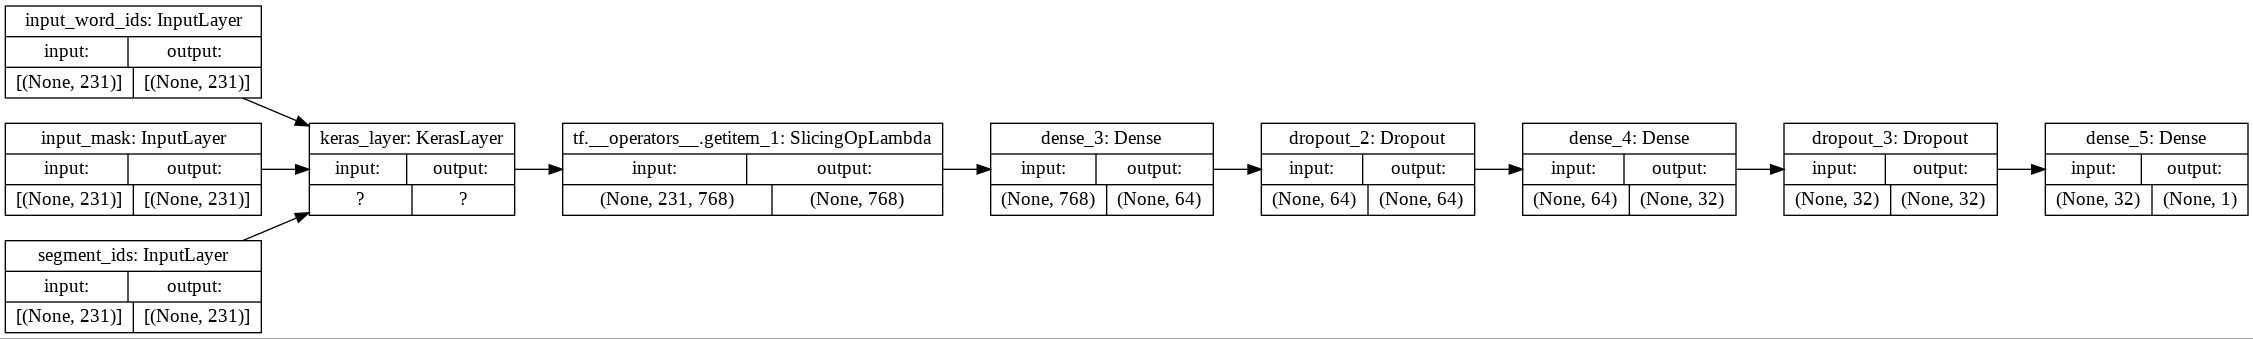 input_word_ids: InputLayer
input: output:
[(None, 231)] [(None, 231)]
input_mask: InputLayer
input: output:
[(None, 231)] [(None, 231)]
segment_ids: InputLayer
input: output:
[(None, 231)] [(None, 231)]
keras_layer: KerasLayer
input: output:
? ?
tf.__operators__.getitem_1: SlicingOpLambda
input: output:
(None, 231, 768) (None, 768)
dense_3: Dense
input: output:
(None, 768) (None, 64)
dropout_2: Dropout
input: output:
(None, 64) (None, 64)
dense_4: Dense
input: output:
(None, 64) (None, 32)
dropout_3: Dropout
input: output:
(None, 32) (None, 32)
dense_5: Dense
input: output:
(None, 32) (None, 1)